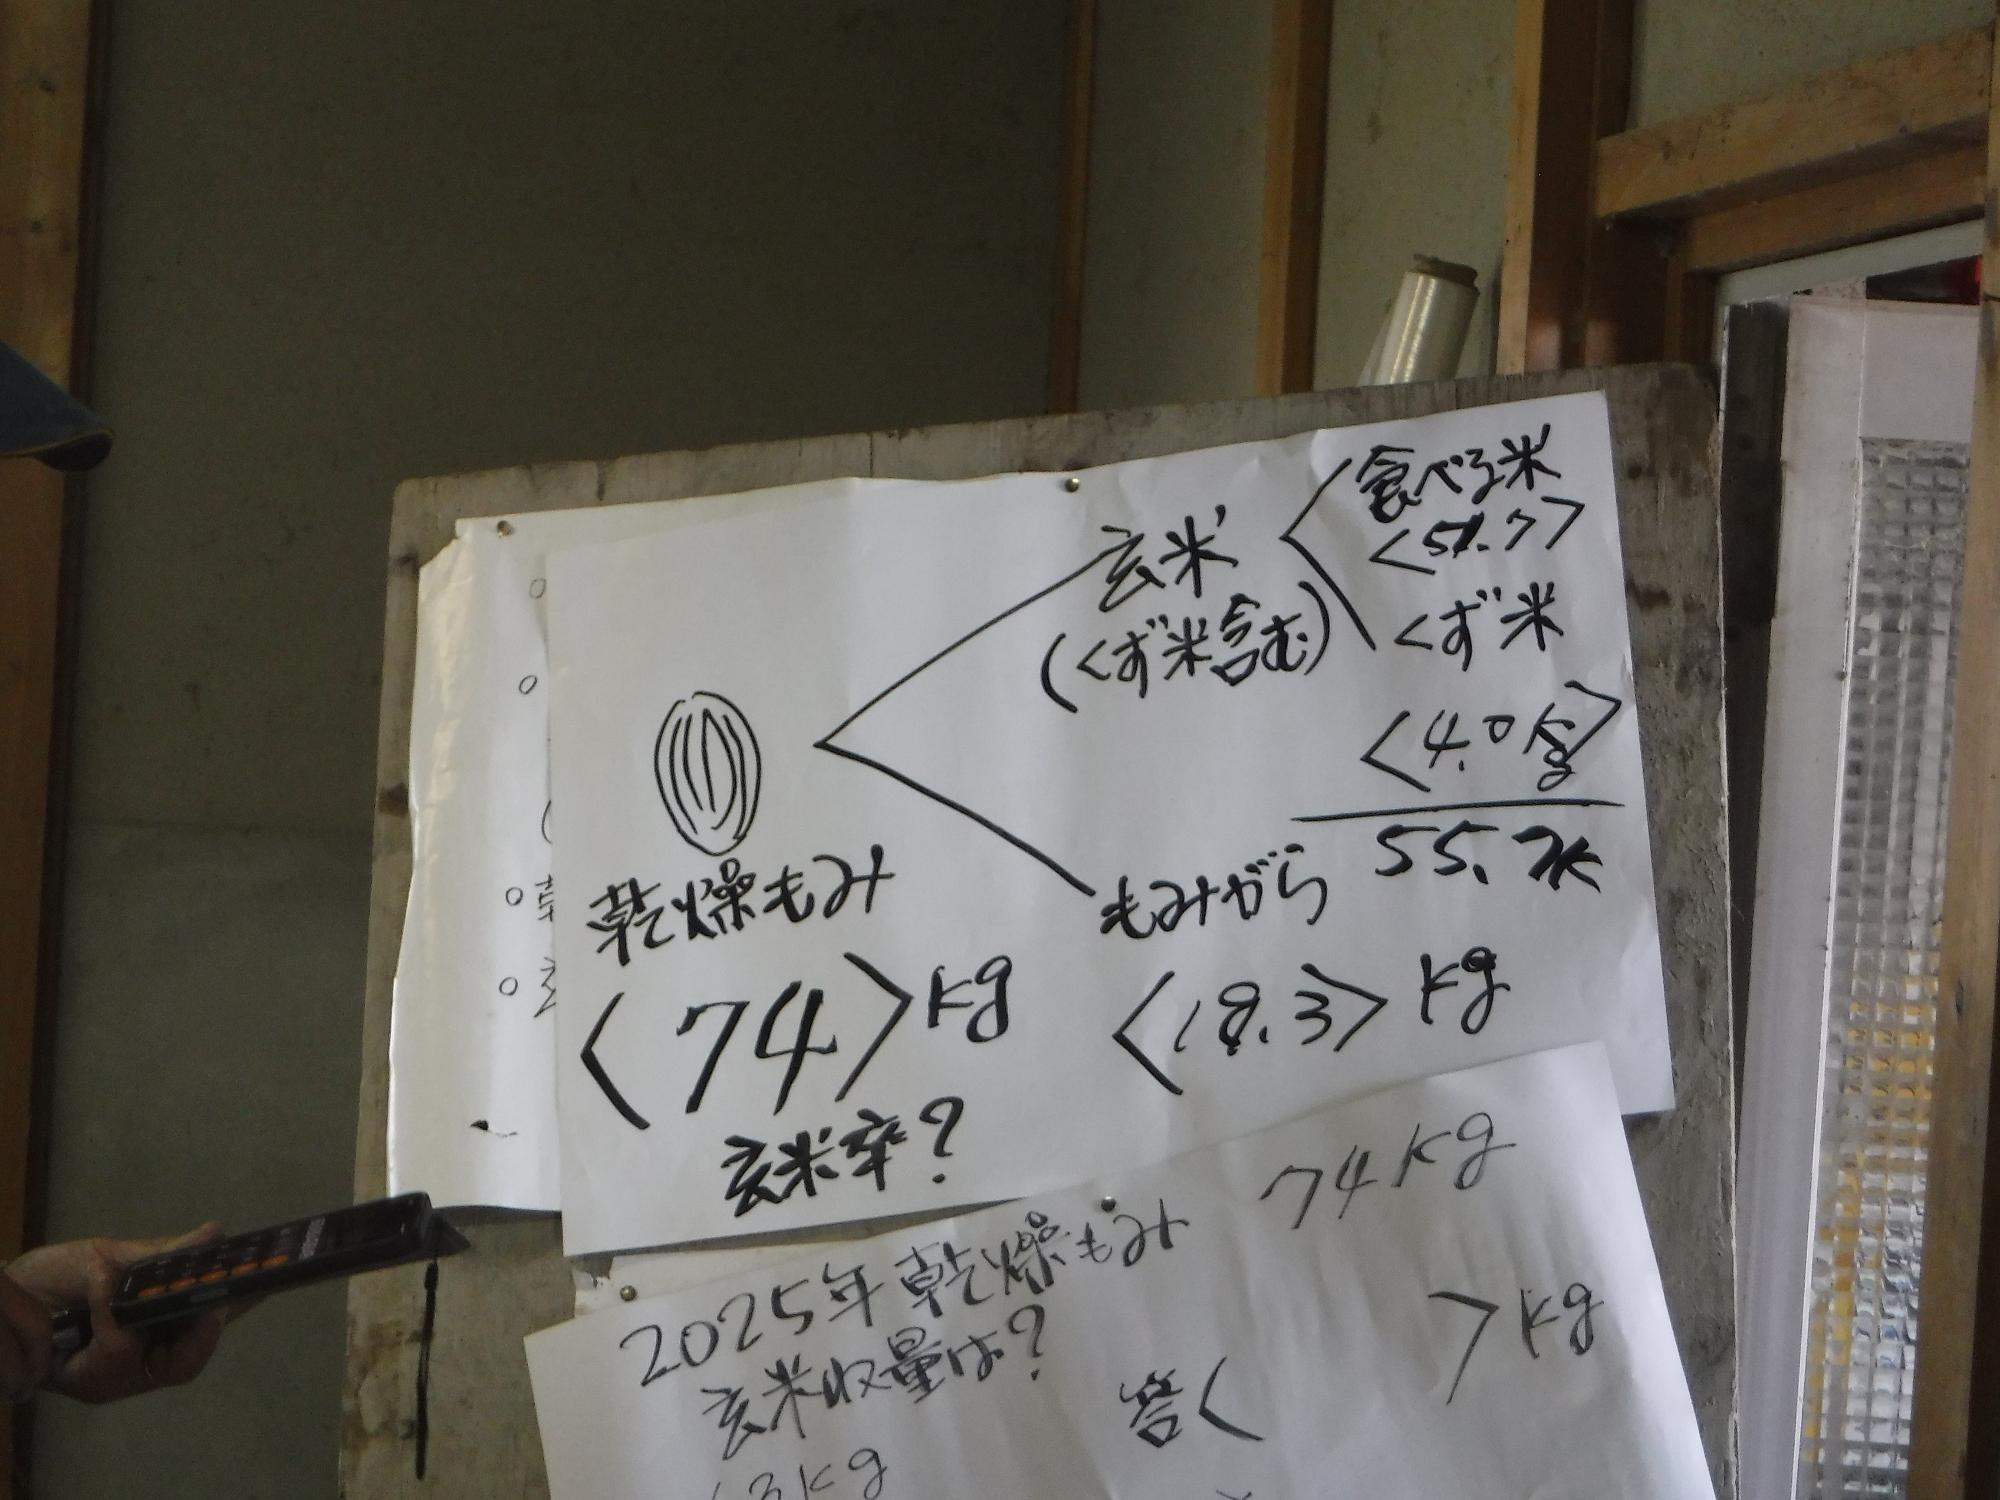 玄米
(くず米含む)
食べる米
<51.7>
くず米
<4.0kg>
55.7K
乾燥もみ
<74>kg
もみがら
<18.3>kg
玄米率?
2025年乾燥もみ 74kg
玄米収量は?
答< >kg
3kg